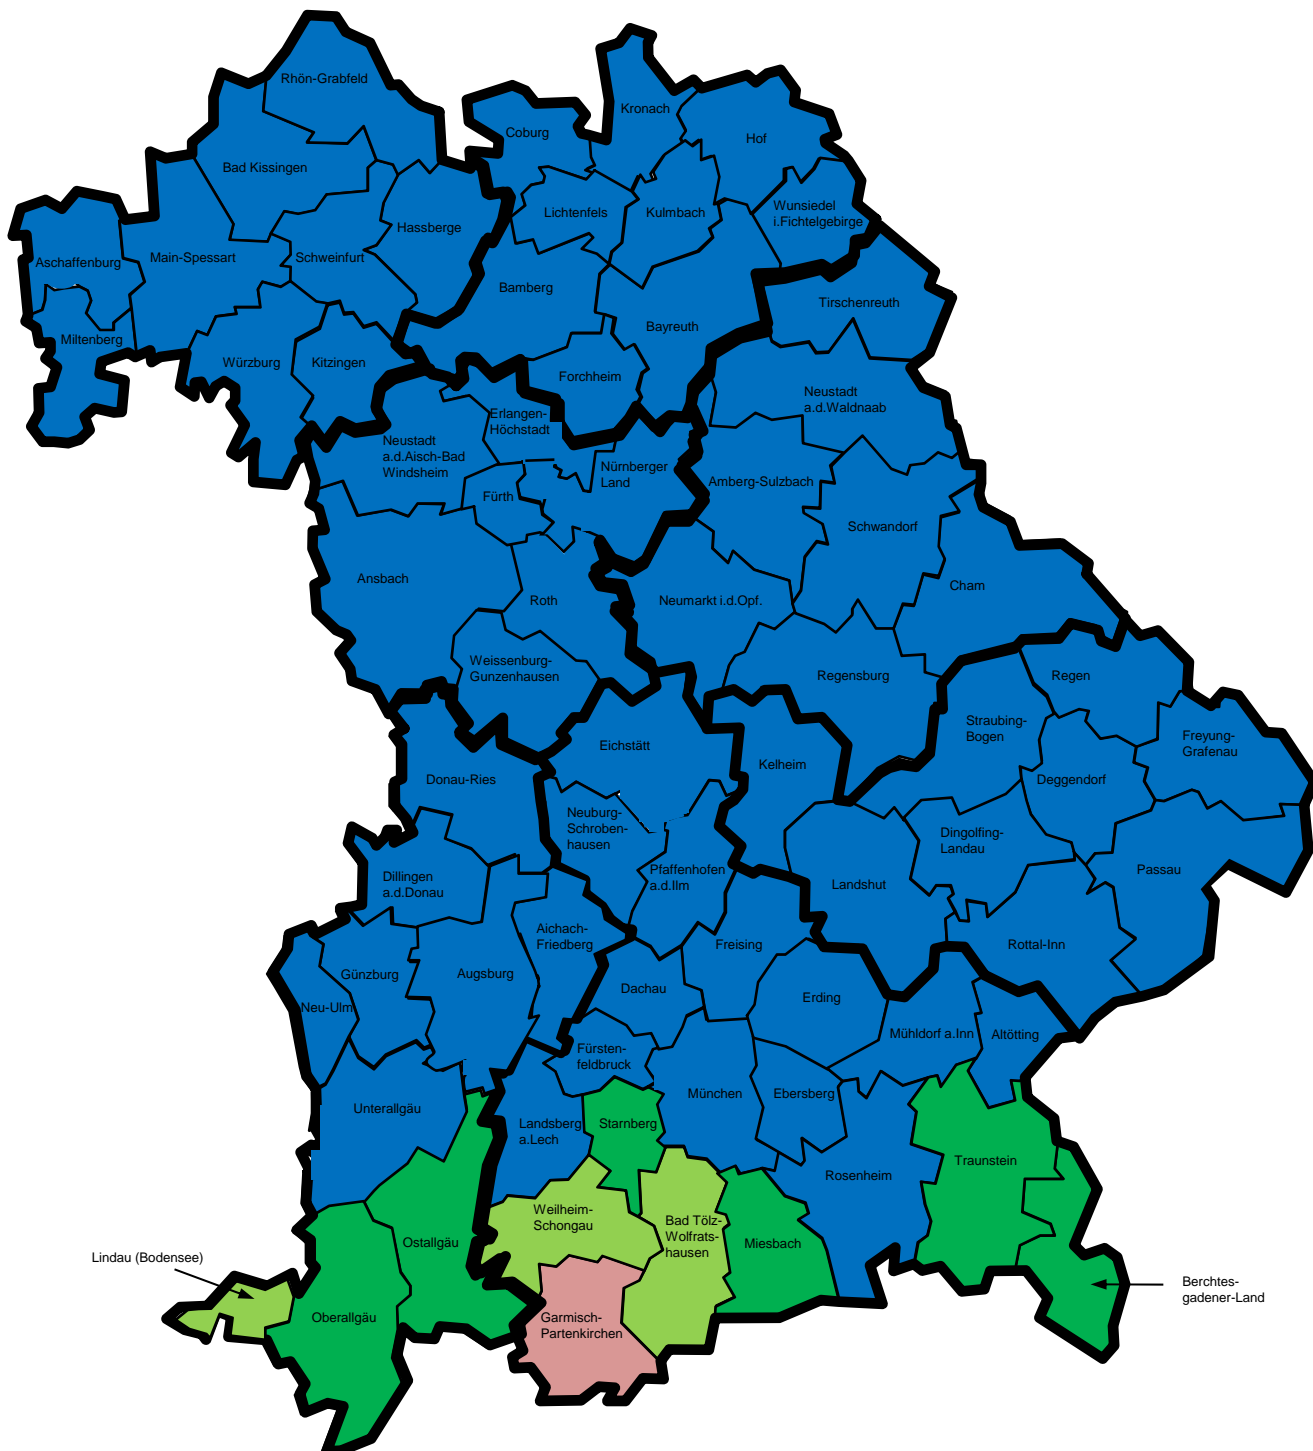 Rhön-Grabfeld
Kronach
Coburg
Hof
Bad Kissingen
Wunsiedel
i.Fichtelgebirge
Lichtenfels
Kulmbach
Hassberge
Main-Spessart
Schweinfurt
Aschaffenburg
Bamberg
Tirschenreuth
Bayreuth
Miltenberg
Würzburg
Kitzingen
Forchheim
Neustadt
a.d.Waldnaab
Erlangen-
Höchstadt
Neustadt
a.d.Aisch-Bad
Windsheim
Nürnberger
Land
Amberg-Sulzbach
Fürth
Schwandorf
Ansbach
Cham
Roth
Neumarkt i.d.Opf.
Weissenburg-
Gunzenhausen
Regensburg
Regen
Straubing-
Bogen
Freyung-
Grafenau
Eichstätt
Kelheim
Donau-Ries
Deggendorf
Neuburg-
Schroben-
hausen
Dingolfing-
Landau
Pfaffenhofen
a.d.Ilm
Passau
Dillingen
a.d.Donau
Landshut
Aichach-
Friedberg
Freising
Rottal-Inn
Günzburg
Augsburg
Dachau
Erding
Neu-Ulm
Mühldorf a.Inn
Altötting
Fürsten-
feldbruck
München
Ebersberg
Unterallgäu
Landsberg
a.Lech
Starnberg
Traunstein
Rosenheim
Weilheim-
Schongau
Bad Tölz-
Wolfrats-
hausen
Ostallgäu
Miesbach
Lindau (Bodensee)
Berchtes-
gadener-Land
Oberallgäu
Garmisch-
Partenkirchen